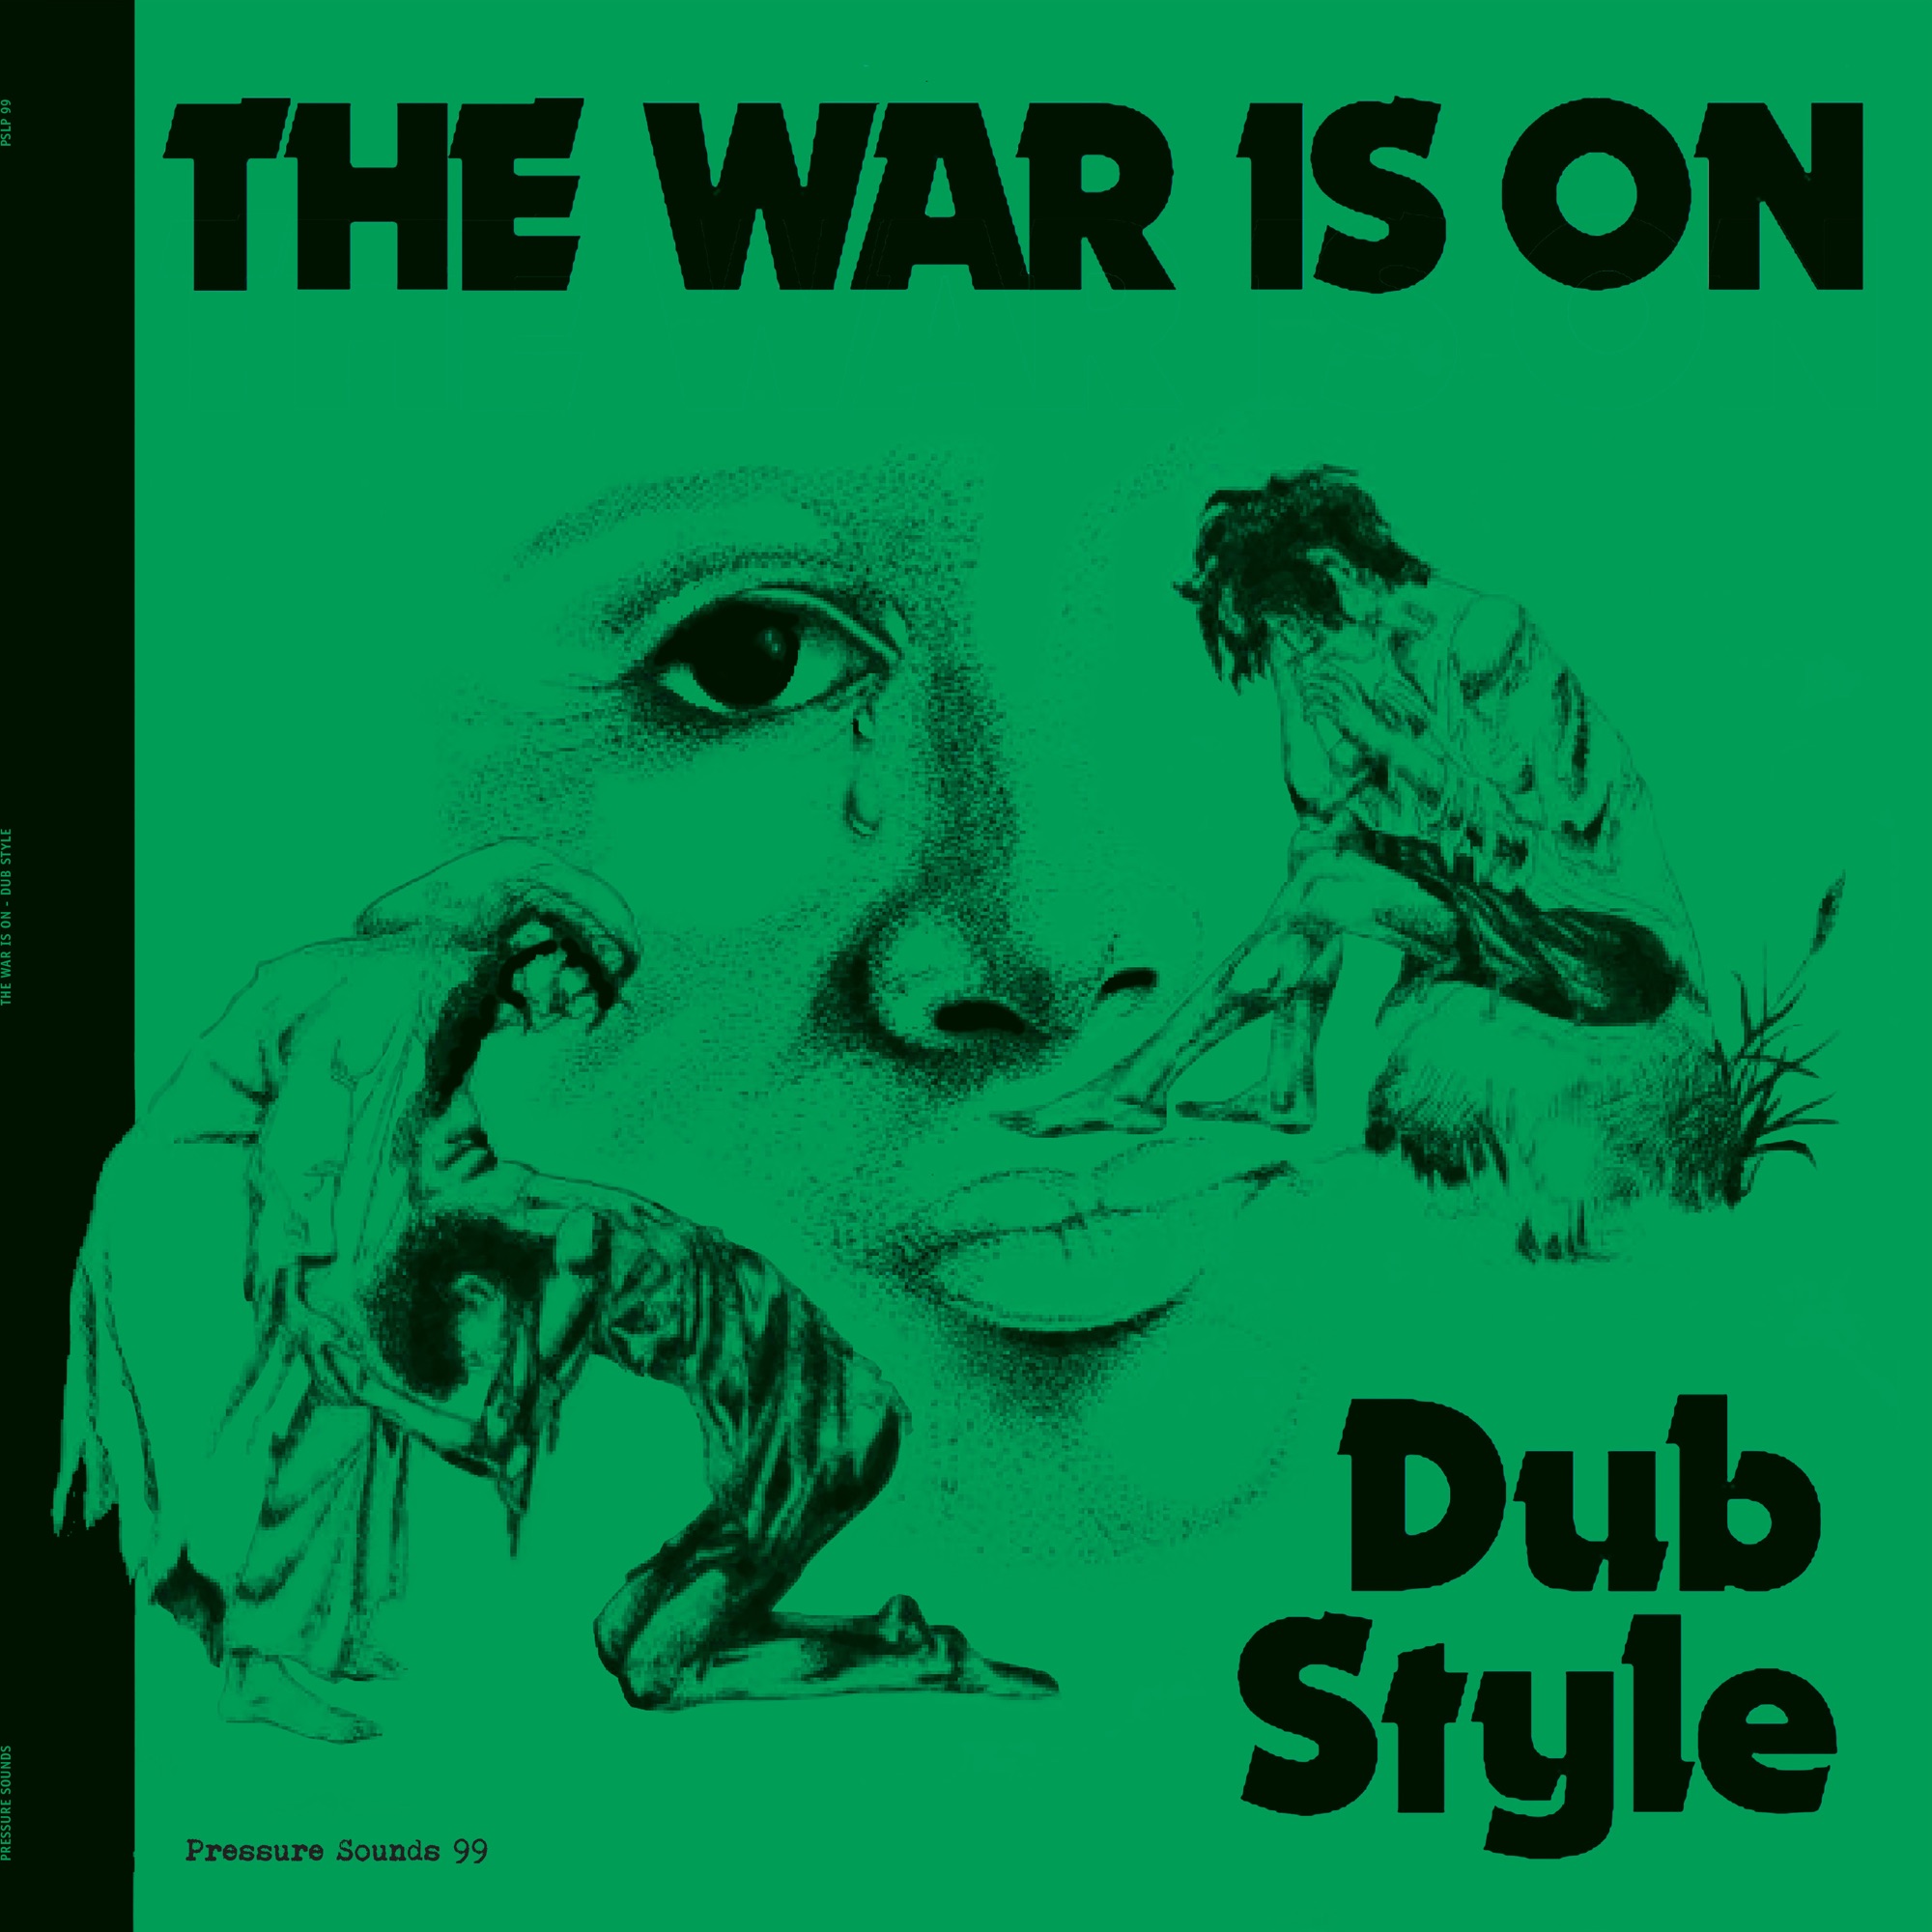 THE WAR IS ON
Dub
Style
Pressure Sounds 99
PSLP 99
THE WAR IS ON - DUB STYLE
PRESSURE SOUNDS